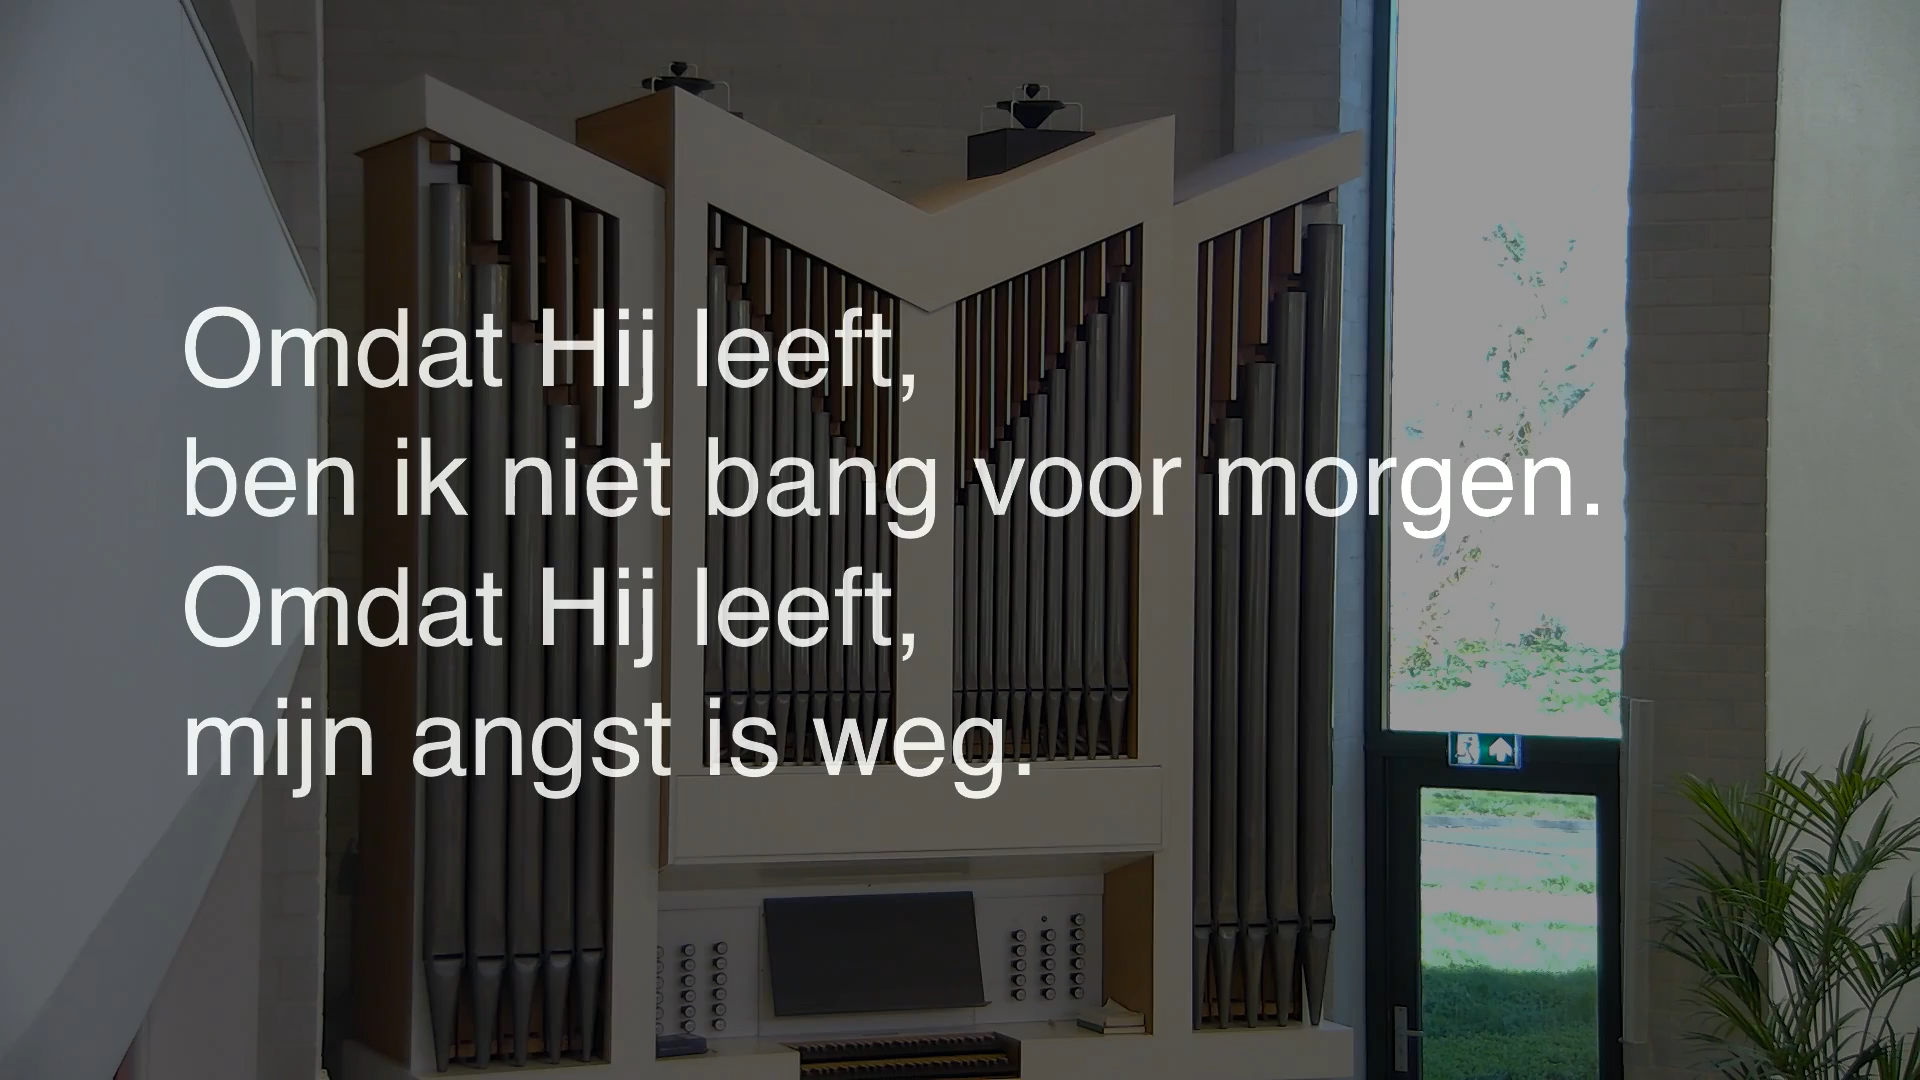 Omdat Hij leeft,
ben ik niet bang voor morgen.
Omdat Hij leeft,
mijn angst is weg.